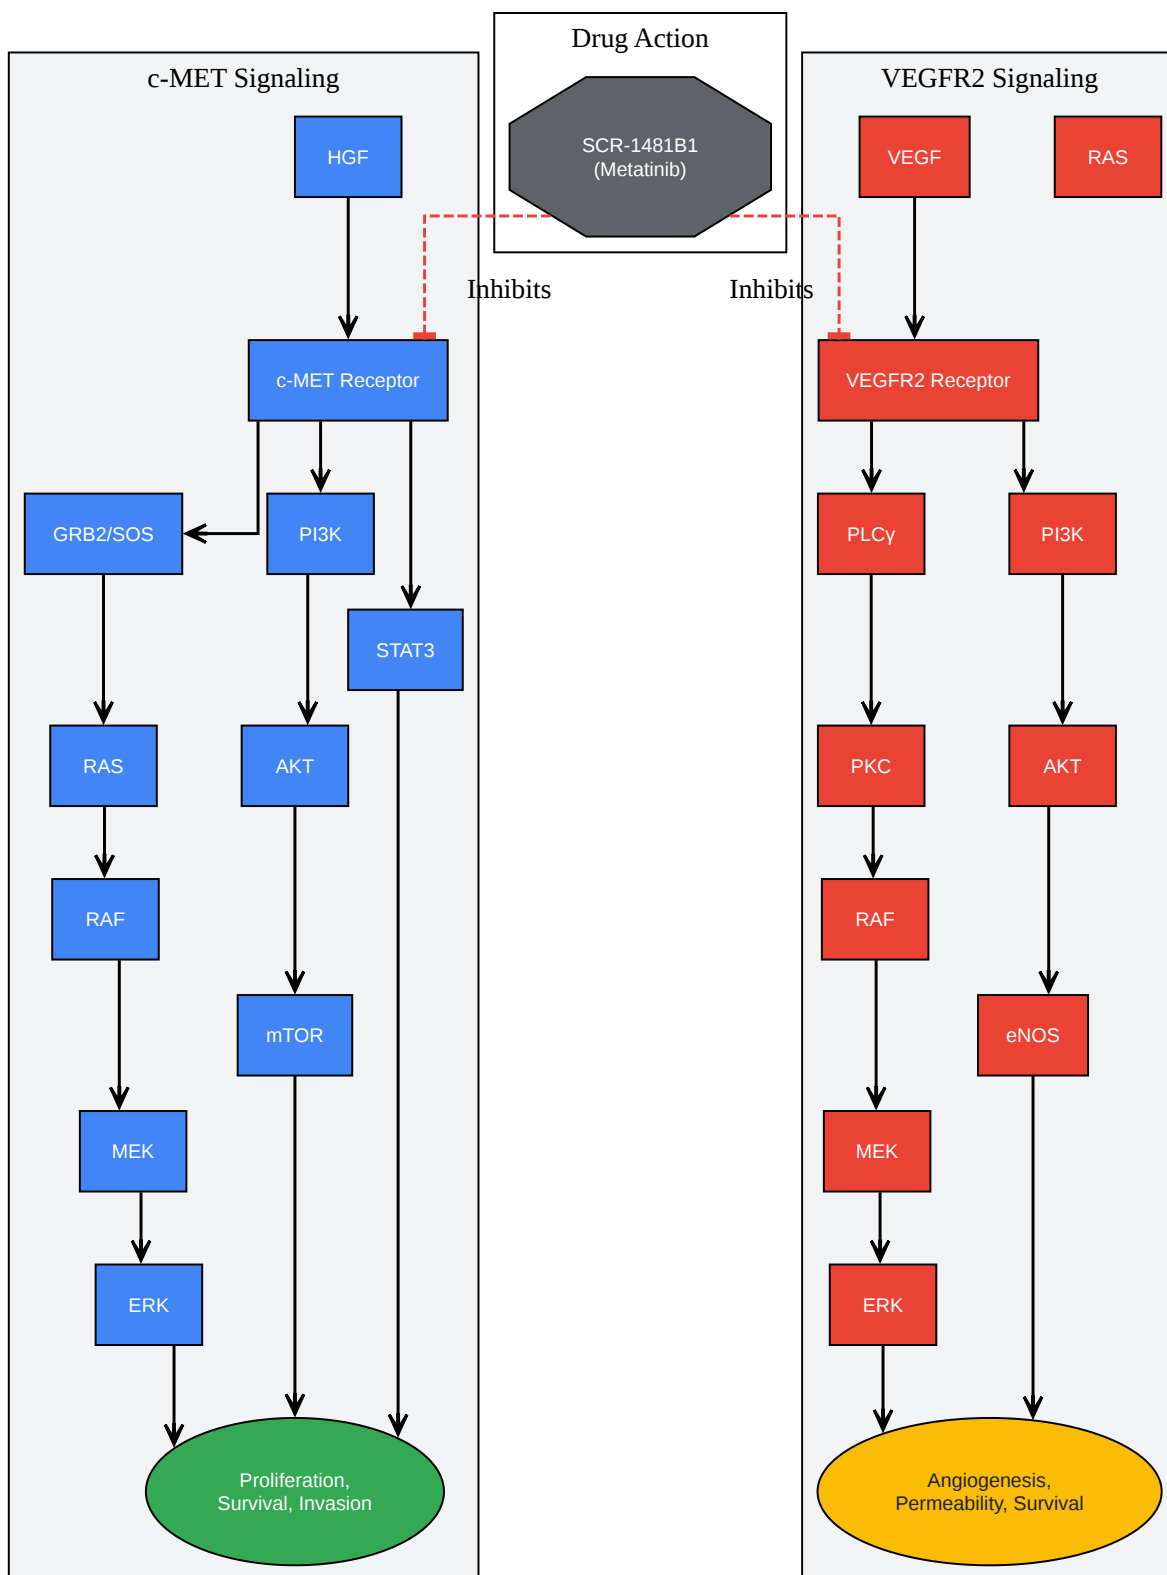 Drug Action
SCR-1481B1
(Metatinib)
Inhibits
Inhibits
c-MET Signaling
HGF
c-MET Receptor
GRB2/SOS
PI3K
STAT3
RAS
AKT
RAF
mTOR
MEK
ERK
Proliferation,
Survival, Invasion
VEGFR2 Signaling
VEGF
RAS
VEGFR2 Receptor
PLCγ
PI3K
PKC
AKT
RAF
eNOS
MEK
ERK
Angiogenesis,
Permeability, Survival